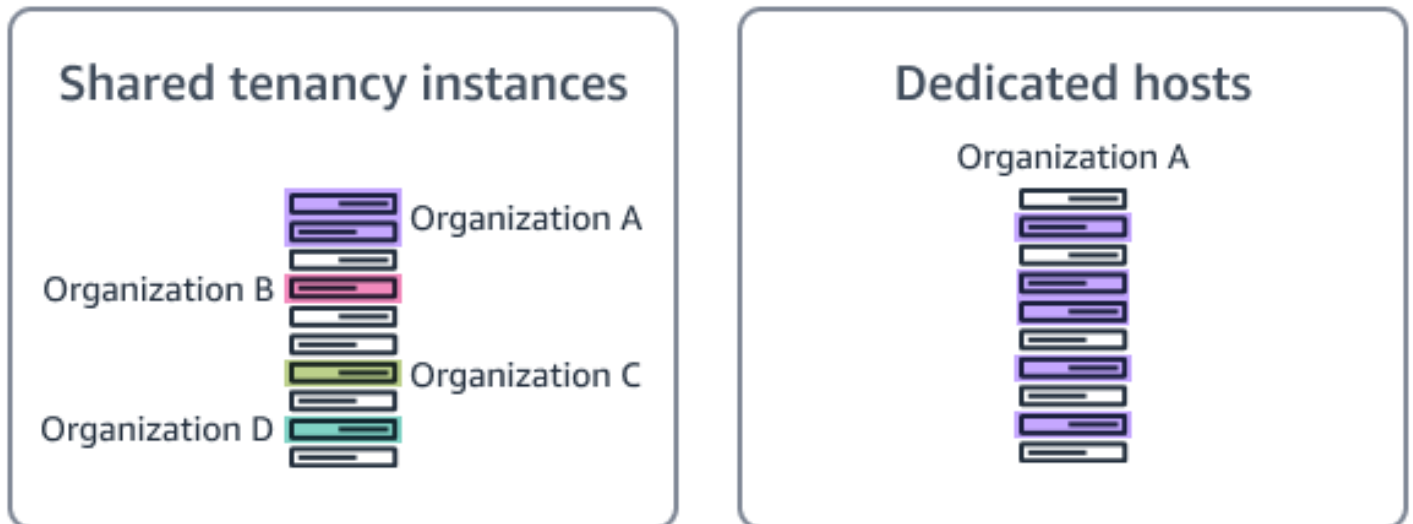 Shared tenancy instances
Organization A
Organization B
Organization C
Organization D
Dedicated hosts
Organization A